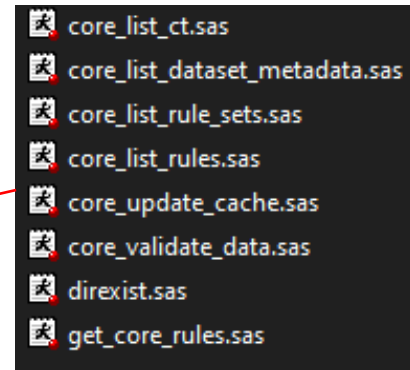 core_list_ct.sas
core_list_dataset_metadata.sas
core_list_rule_sets.sas
core_list_rules.sas
core_update_cache.sas
core_validate_data.sas
direxist.sas
get_core_rules.sas